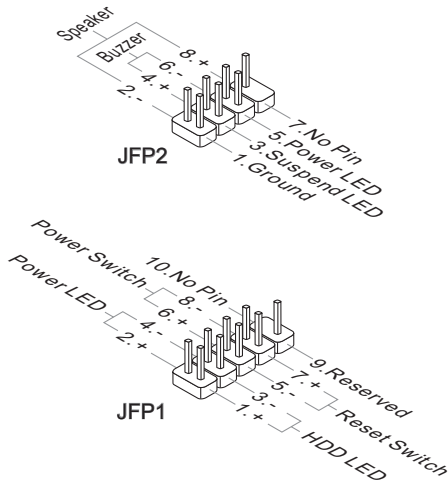 Speaker
Buzzer
8.+
6.-
4.+
2.-
7.No Pin
5.Power LED
3.Suspend LED
1.Ground
JFP2
Power Switch
Power LED
10.No Pin
8.-
6.+
4.-
2.+
9.Reserved
7.+
5.-
Reset Switch
3.-
1.+
HDD LED
JFP1